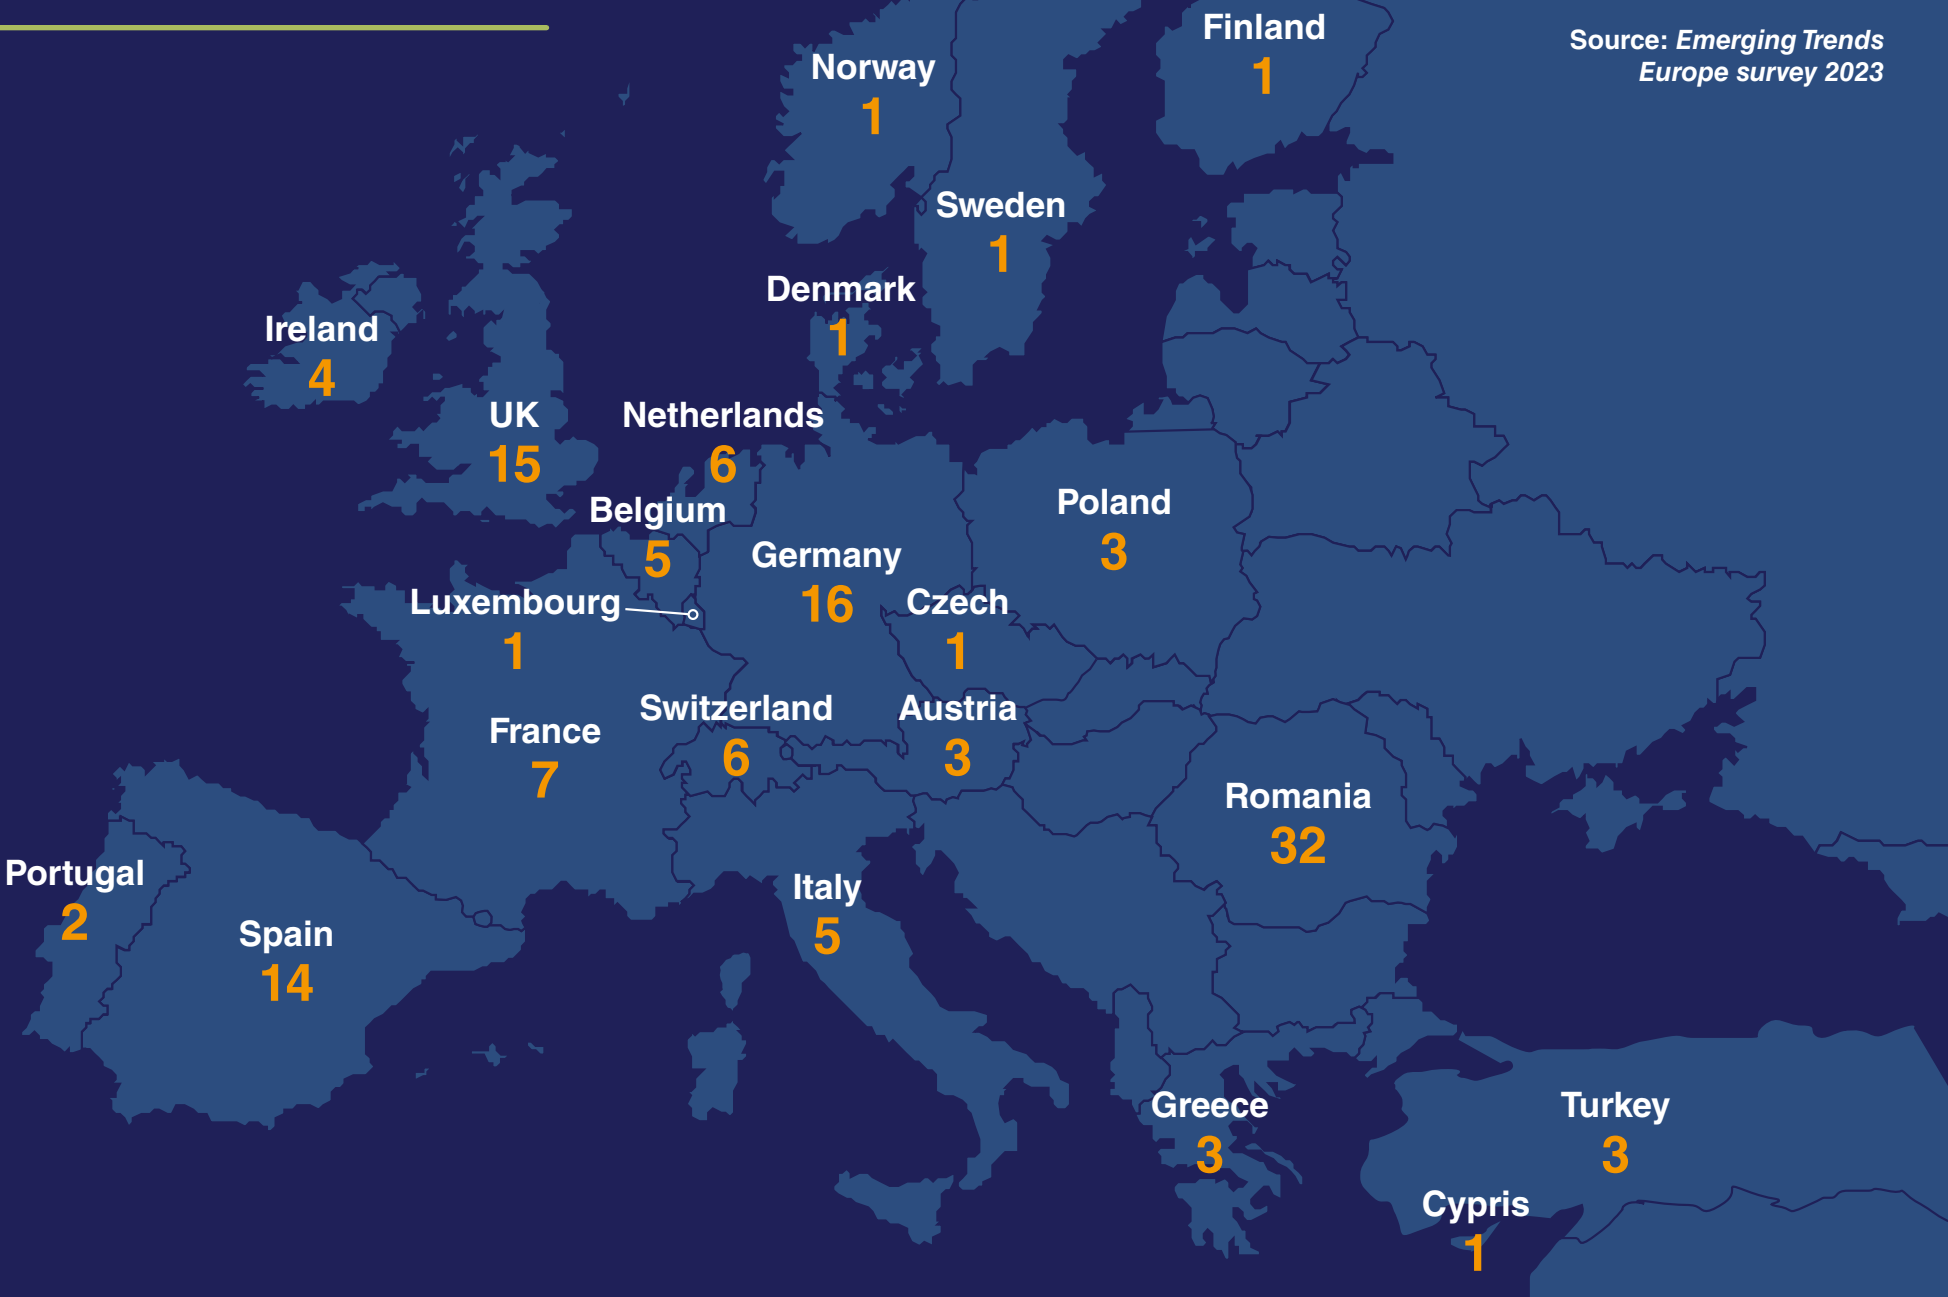 Finland
1
Source: Emerging Trends
Europe survey 2023
Norway
1
Sweden
1
Denmark
1
Ireland
4
UK
15
Netherlands
6
Belgium
5
Poland
3
Germany
16
Luxembourg
1
Czech
1
Switzerland
6
Austria
3
France
7
Romania
32
Portugal
2
Spain
14
Italy
5
Greece
3
Turkey
3
Cypris
1